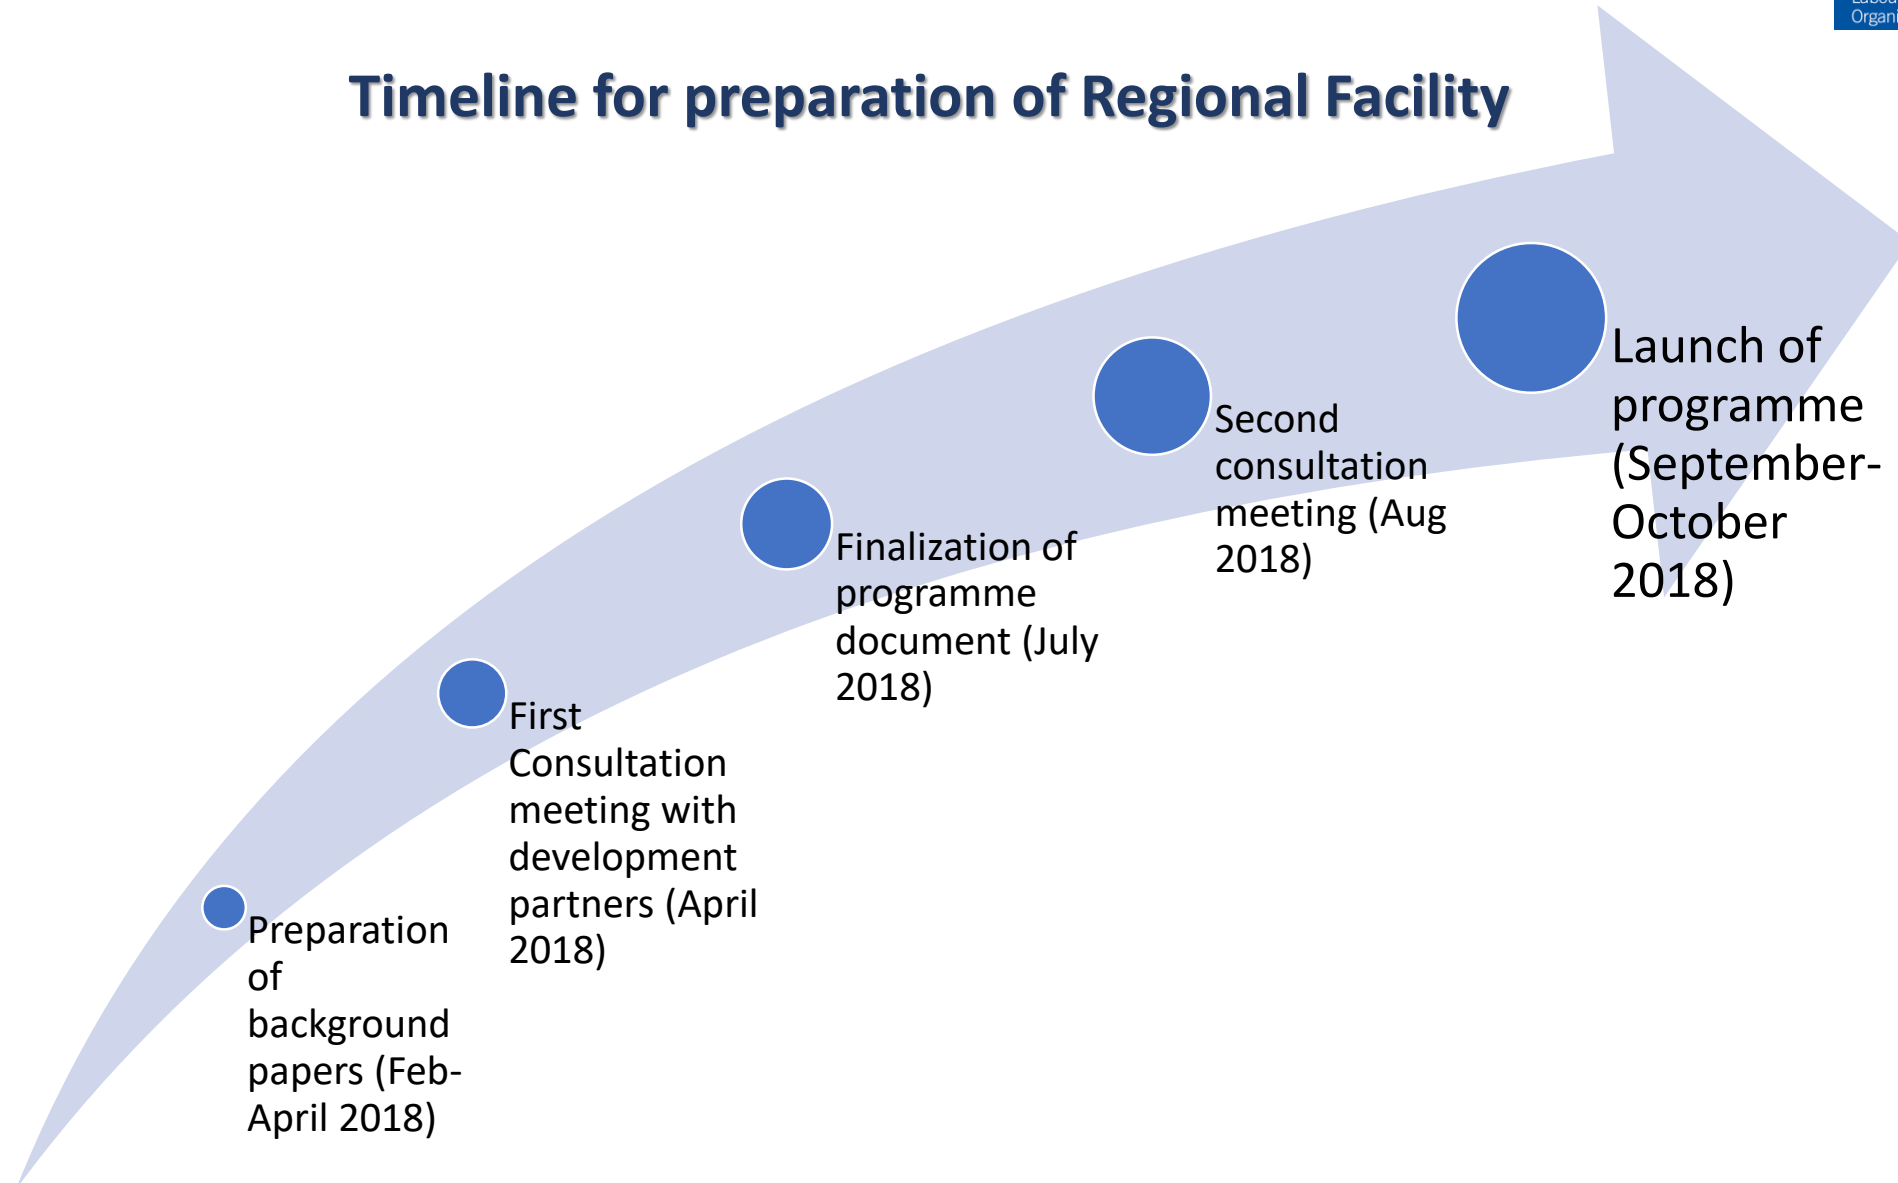 Timeline for preparation of Regional Facility
Preparation
of
background
papers (Feb-
April 2018)
First
Consultation
meeting with
development
partners (April
2018)
Finalization of
programme
document (July
2018)
Second
consultation
meeting (Aug
2018)
Launch of
programme
(September-
October
2018)